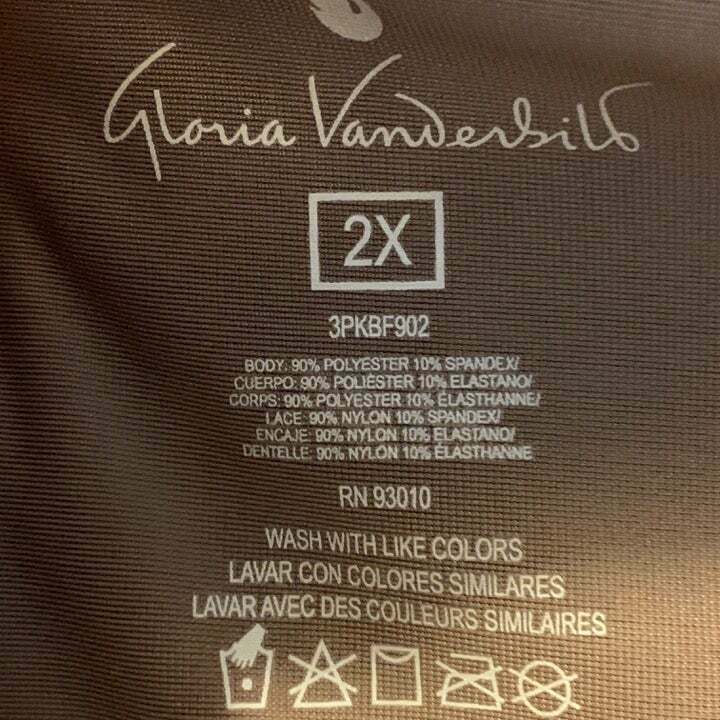 Gloria Vanderbilt
2X
3PKBF902
BODY: 90% POLYESTER 10% SPANDEX/
CUERPO: 90% POLIÉSTER 10% ELASTANO/
CORPS: 90% POLYESTER 10% ÉLASTHANNE/
LACE: 90% NYLON 10% SPANDEX/
ENCAJE: 90% NYLON 10% ELASTANO/
DENTELLE: 90% NYLON 10% ÉLASTHANNE
RN 93010
WASH WITH LIKE COLORS
LAVAR CON COLORES SIMILARES
LAVAR AVEC DES COULEURS SIMILAIRES